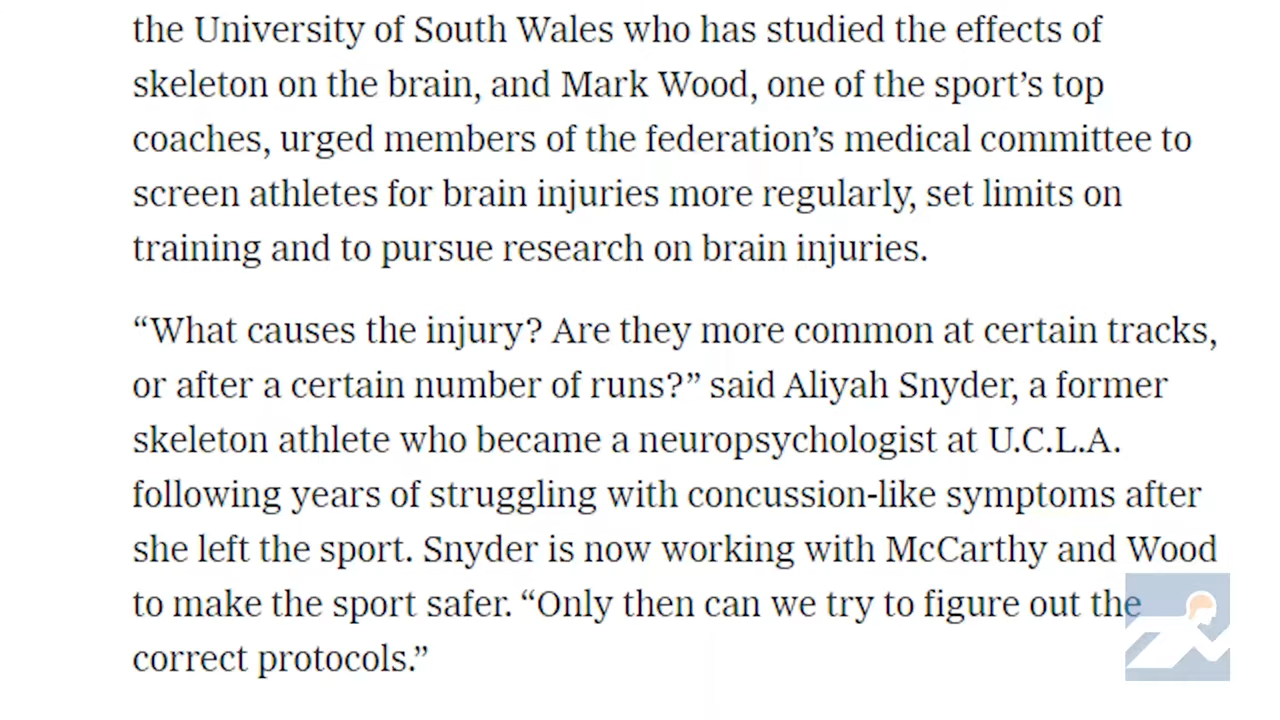 the University of South Wales who has studied the effects of
skeleton on the brain, and Mark Wood, one of the sport’s top
coaches, urged members of the federation’s medical committee to
screen athletes for brain injuries more regularly, set limits on
training and to pursue research on brain injuries.
“What causes the injury? Are they more common at certain tracks,
or after a certain number of runs?” said Aliyah Snyder, a former
skeleton athlete who became a neuropsychologist at U.C.L.A.
following years of struggling with concussion-like symptoms after
she left the sport. Snyder is now working with McCarthy and Wood
to make the sport safer. “Only then can we try to figure out the
correct protocols.”